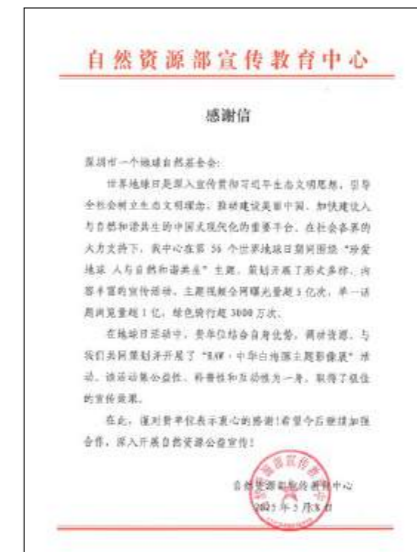 自然资源部宣传教育中心
感谢信
深圳市一个地球自然基金会：
世界地球日是深入宣传贯彻习近平生态文明思想，引导
全社会树立生态文明理念，推动建设美丽中国、加快建设人
与自然和谐共生的中国式现代化的重要平台。在社会各界的
大力支持下，我中心在第 56 个世界地球日期间围绕“珍爱
地球 人与自然和谐共生”主题，策划开展了形式多样、内
容丰富的宣传活动。主题视频全网曝光量超 5 亿次，单一话
题浏览量超 1 亿，绿色骑行超 3000 万次。
在地球日活动中，贵单位结合自身优势，调动资源，与
我们共同策划并开展了“RAW·中华白海豚主题影像展”活
动。该活动集公益性、科普性和互动性为一身，取得了极佳
的宣传效果。
在此，谨对贵单位表示衷心的感谢！希望今后继续加强
合作，深入开展自然资源公益宣传！
自然资源部宣传教育中心
2025 年 5 月 8 日